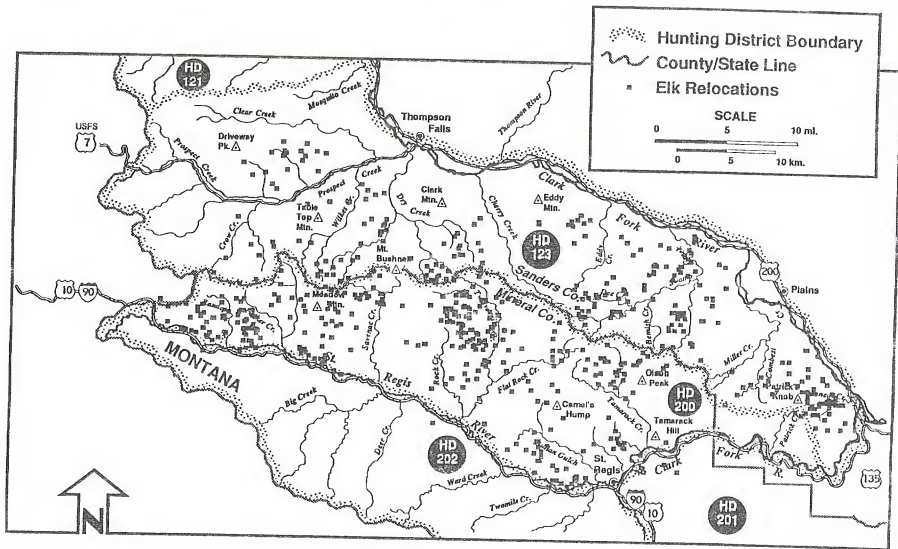 Hunting District Boundary
County/State Line
Elk Relocations
SCALE
0 5 10 mi.
0 5 10 km.
HD
121
Mosquito Creek
Clear Creek
Thompson River
Thompson
Falls
USFS
7
Driveway
Pk.
Prospect Creek
Prospect Creek
Clark
Mtn.
Clark
Fork
River
Eddy
Mtn.
Table
Top
Mtn.
Dry Creek
Cherry Creek
HD
123
Eddy
Cr.
Mt.
Bushnell
Sanders Co.
Mineral Co.
200
Plains
10 90
Meadow
Mtn.
Cr.
Savenac Cr.
Rock Cr.
MONTANA
St.
Regis
River
Flat Rock Cr.
Olson
Peak
Miller Cr.
Patrick's
Knob
HD
200
Camel's
Hump
Tamarack Cr.
Tamarack
Hill
Big Creek
Deer Cr.
HD
202
Gulch
St.
Regis
Clark
Fork
R.
135
Ward Creek
Twomile Cr.
90
10
HD
201
N